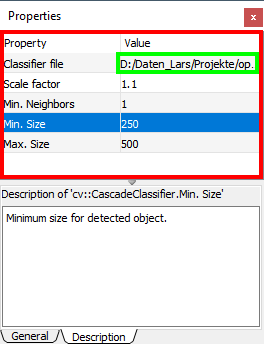 Properties
Property Value
Classifier file D:/Daten_Lars/Projekte/op.
Scale factor 1.1
Min. Neighbors 1
Min. Size 250
Max. Size 500
Description of 'cv::CascadeClassifier.Min. Size'
Minimum size for detected object.
General Description